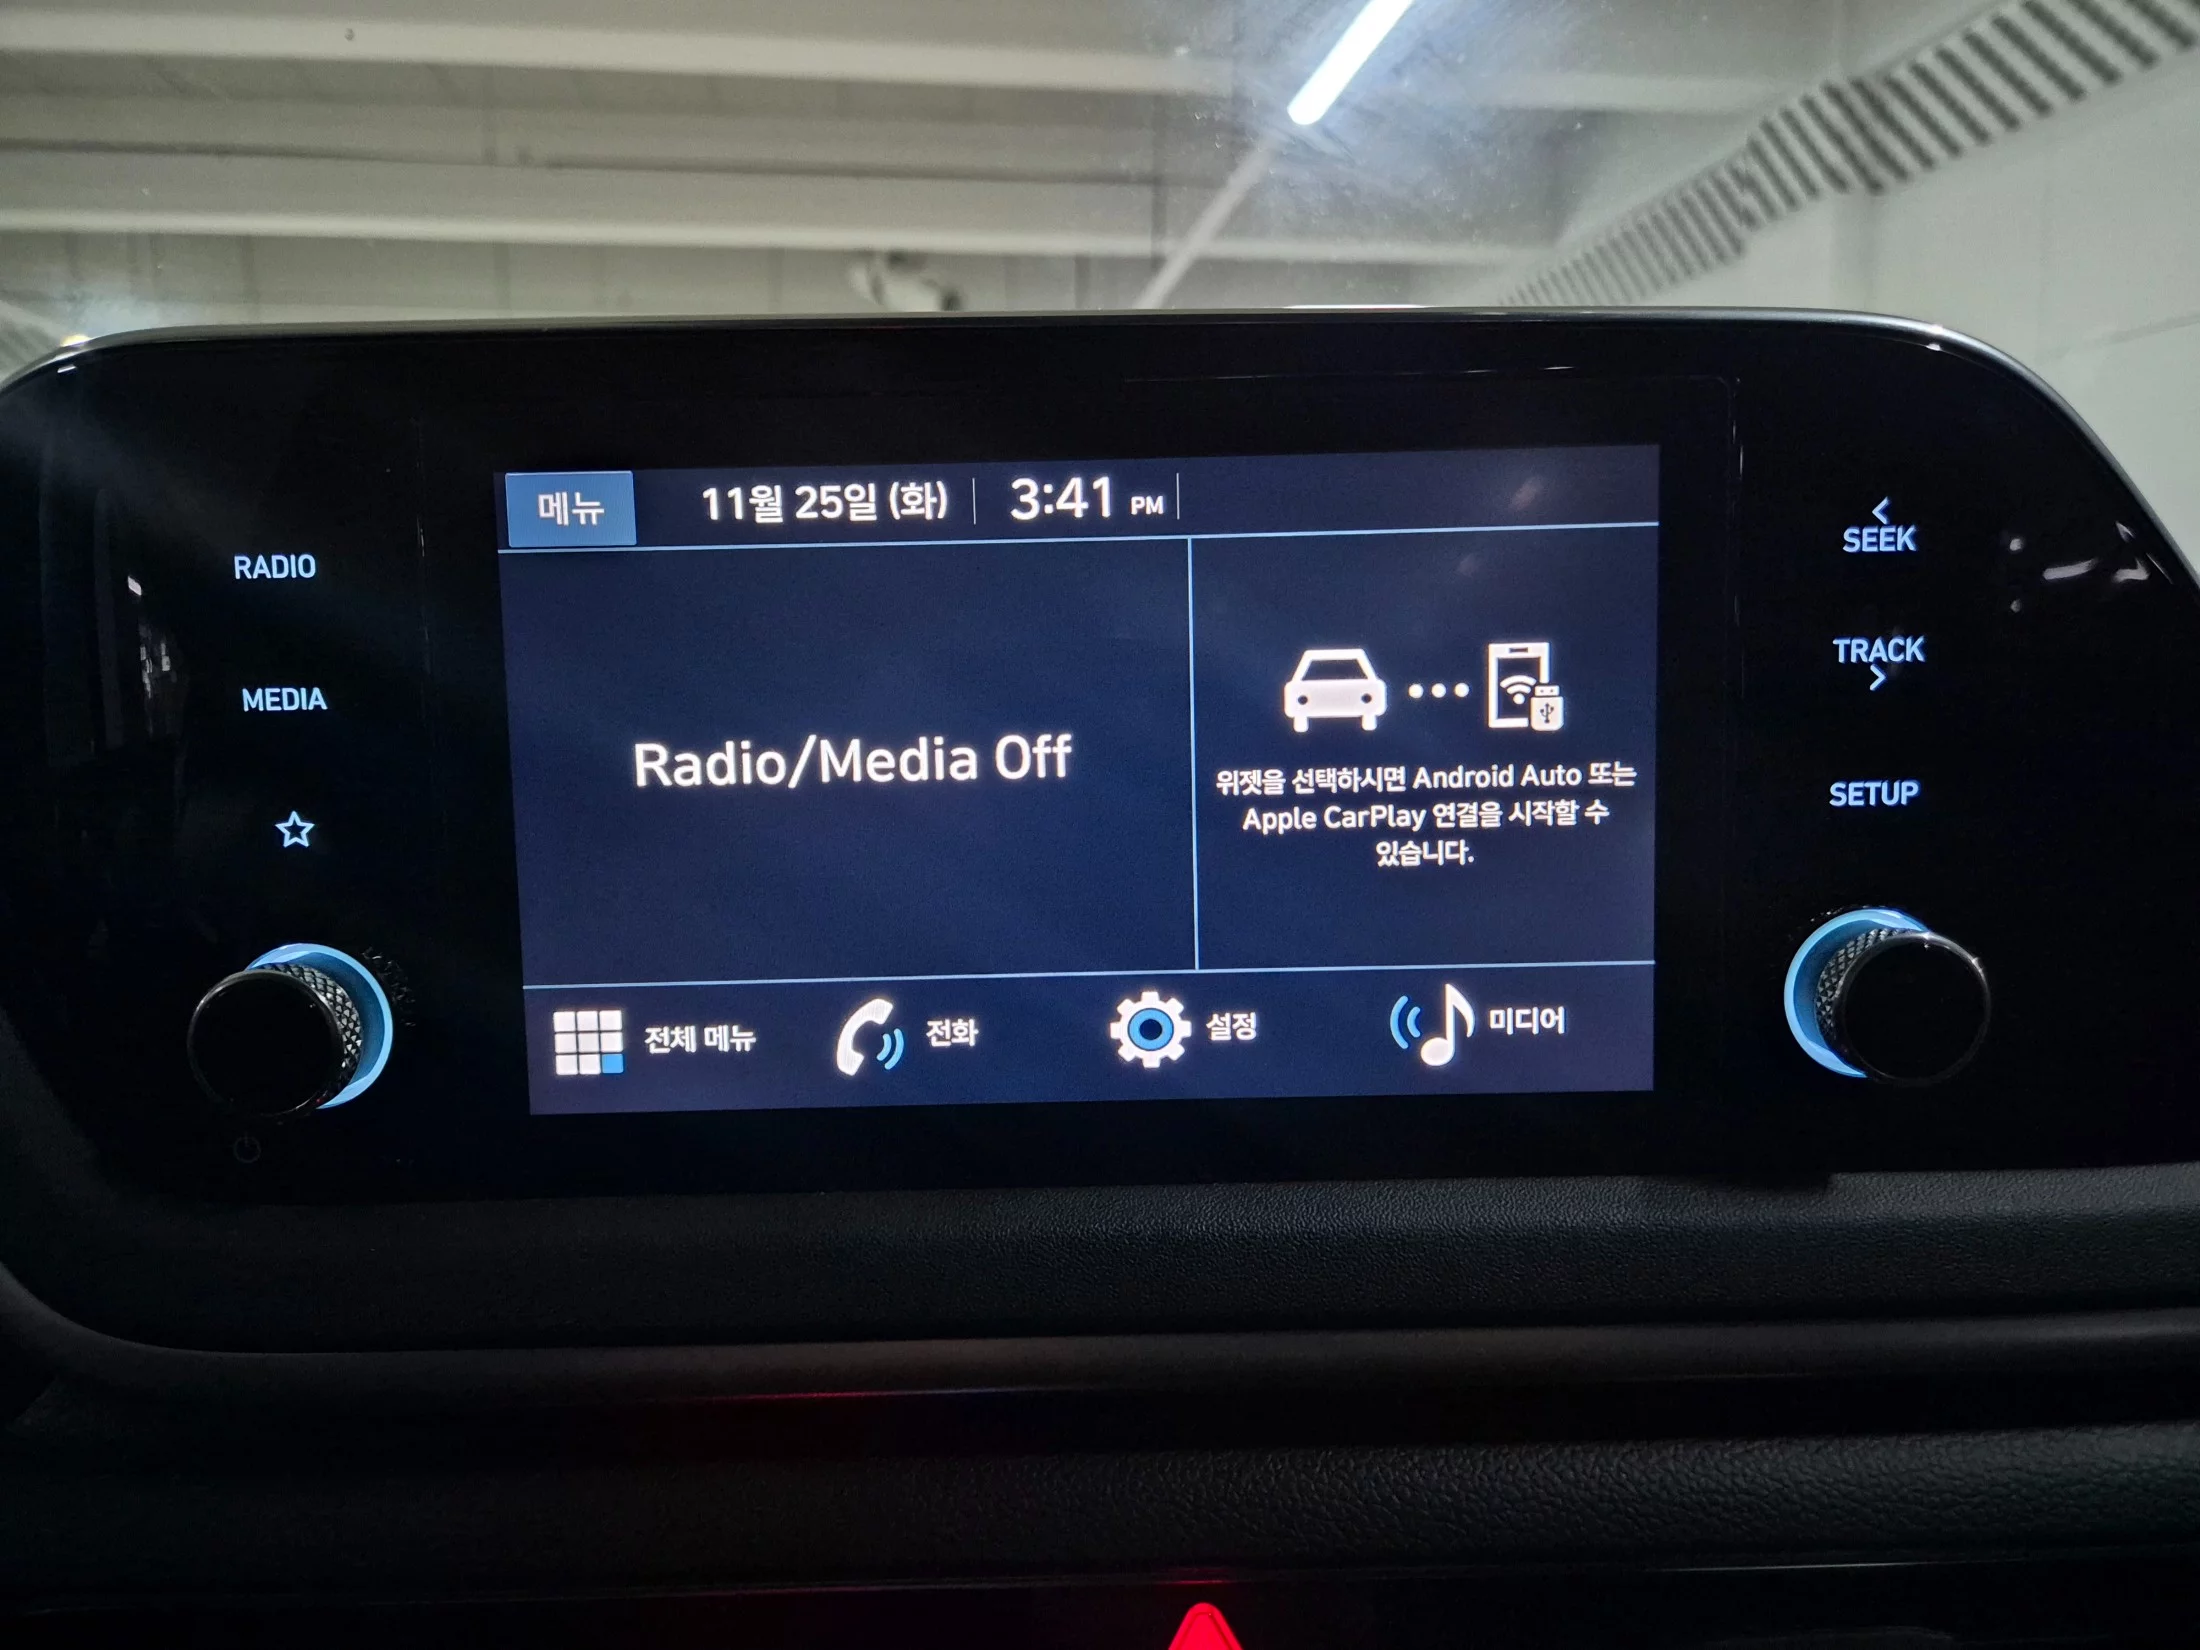 메뉴 11월 25일 (화) 3:41 PM
RADIO
MEDIA
Radio/Media Off
위젯을 선택하시면 Android Auto 또는
Apple CarPlay 연결을 시작할 수
있습니다.
전체 메뉴 전화 설정 미디어
SEEK
TRACK
SETUP